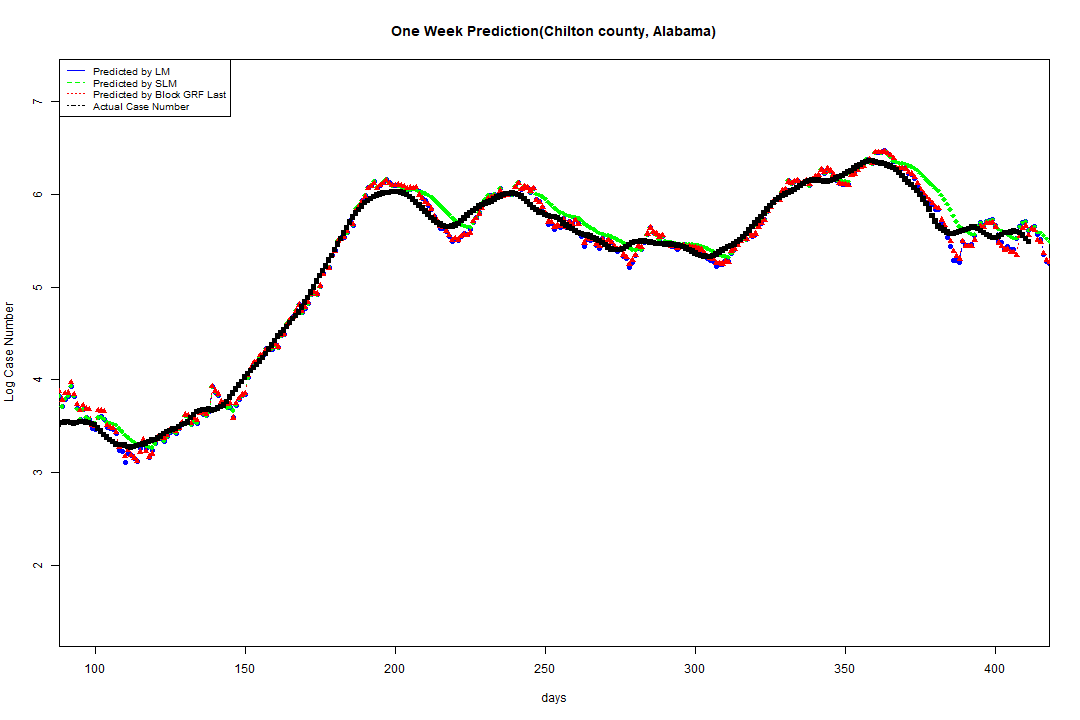 One Week Prediction(Chilton county, Alabama)
Predicted by LM
Predicted by SLM
Predicted by Block GRF Last
Actual Case Number
7
6
5
4
3
2
Log Case Number
100 150 200 250 300 350 400
days